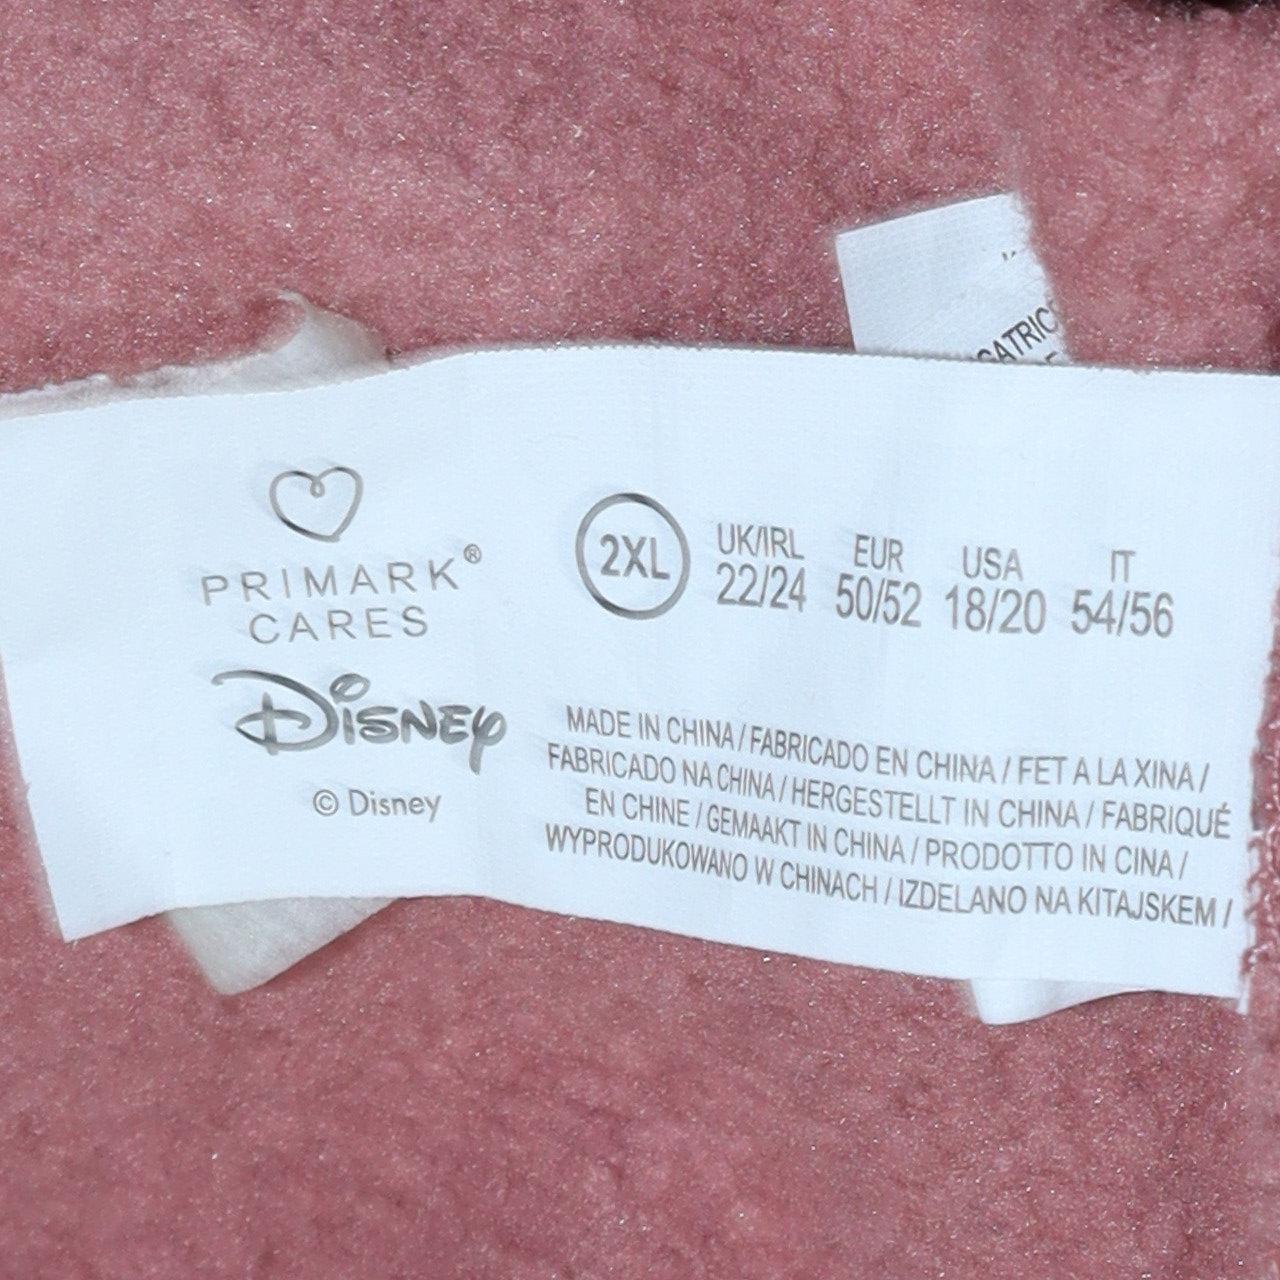 PRIMARK®
CARES
Disney
© Disney
2XL
UK/IRL EUR USA IT
22/24 50/52 18/20 54/56
MADE IN CHINA / FABRICADO EN CHINA / FET A LA XINA /
FABRICADO NA CHINA / HERGESTELLT IN CHINA / FABRIQUÉ
EN CHINE / GEMAAKT IN CHINA / PRODOTTO IN CINA /
WYPRODUKOWANO W CHINACH / IZDELANO NA KITAJSKEM /